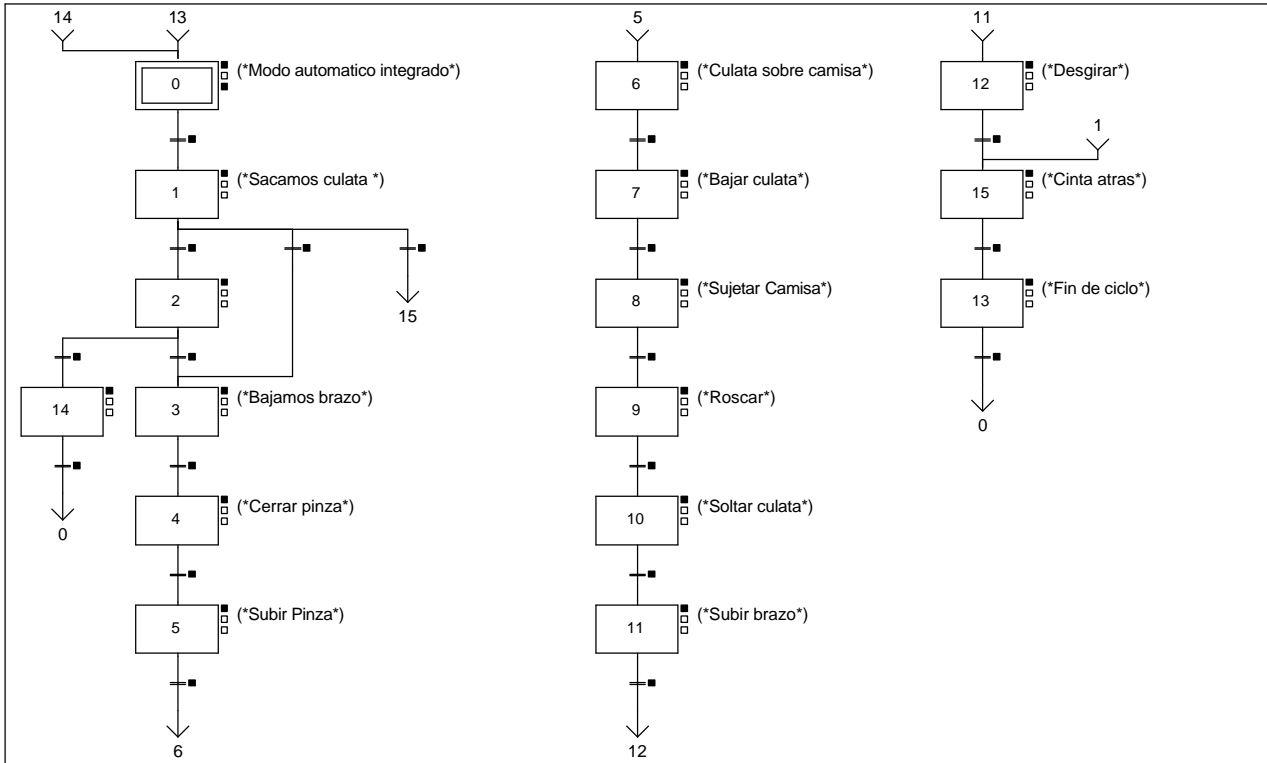 14
13
0
(*Modo automatico integrado*)
1
(*Sacamos culata *)
2
15
14
3
(*Bajamos brazo*)
0
4
(*Cerrar pinza*)
5
(*Subir Pinza*)
6
5
6
(*Culata sobre camisa*)
7
(*Bajar culata*)
8
(*Sujetar Camisa*)
9
(*Roscar*)
10
(*Soltar culata*)
11
(*Subir brazo*)
12
11
12
(*Desgirar*)
1
15
(*Cinta atras*)
13
(*Fin de ciclo*)
0